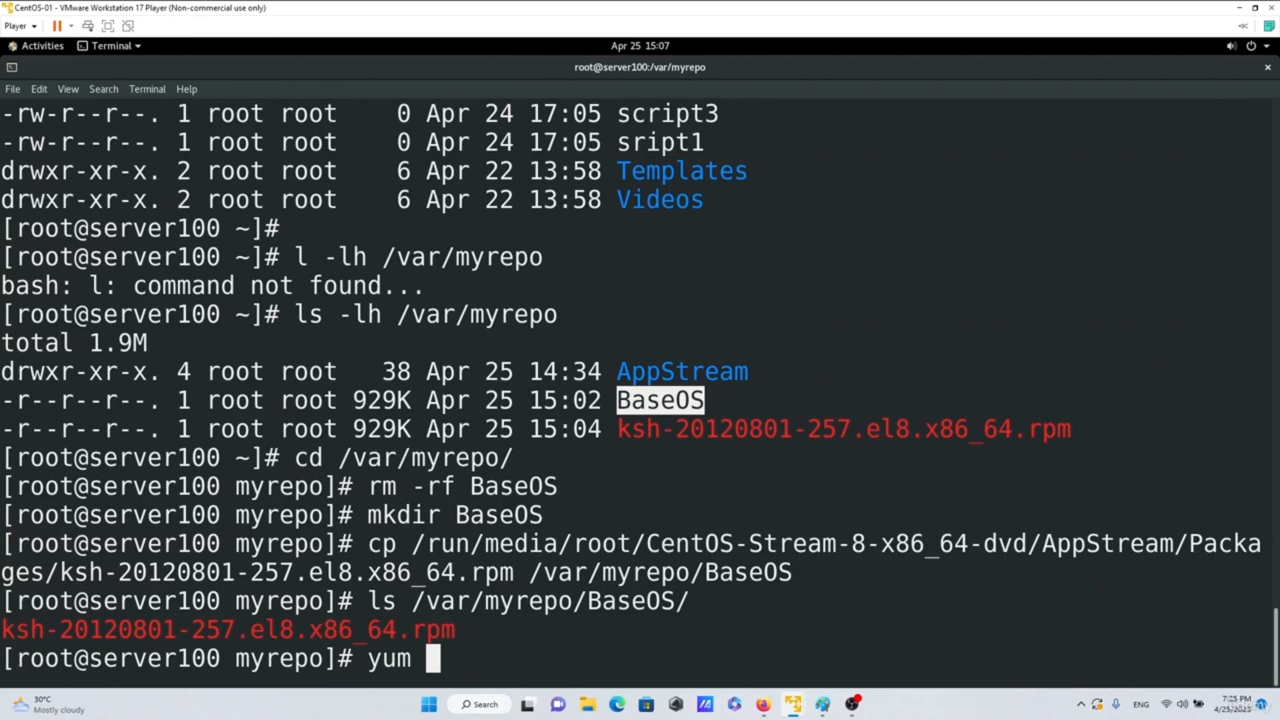 CentOS-01 - VMware Workstation 17 Player (Non-commercial use only)
Player
Activities
Terminal
Apr 25 15:07
root@server100:/var/myrepo
File Edit View Search Terminal Help
-rw-r--r--. 1 root root    0 Apr 24 17:05 script3
-rw-r--r--. 1 root root    0 Apr 24 17:05 sript1
drwxr-xr-x. 2 root root    6 Apr 22 13:58 Templates
drwxr-xr-x. 2 root root    6 Apr 22 13:58 Videos
[root@server100 ~]#
[root@server100 ~]# l -lh /var/myrepo
bash: l: command not found...
[root@server100 ~]# ls -lh /var/myrepo
total 1.9M
drwxr-xr-x. 4 root root   38 Apr 25 14:34 AppStream
-r--r--r--. 1 root root 929K Apr 25 15:02 BaseOS
-r--r--r--. 1 root root 929K Apr 25 15:04 ksh-20120801-257.el8.x86_64.rpm
[root@server100 ~]# cd /var/myrepo/
[root@server100 myrepo]# rm -rf BaseOS
[root@server100 myrepo]# mkdir BaseOS
[root@server100 myrepo]# cp /run/media/root/CentOS-Stream-8-x86_64-dvd/AppStream/Packa
ges/ksh-20120801-257.el8.x86_64.rpm /var/myrepo/BaseOS
[root@server100 myrepo]# ls /var/myrepo/BaseOS/
ksh-20120801-257.el8.x86_64.rpm
[root@server100 myrepo]# yum
30°C
Mostly cloudy
Search
ENG
7:25 PM
4/25/2023